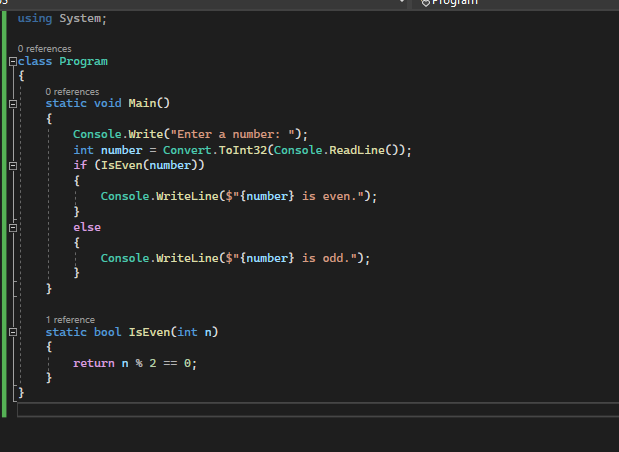 Program
using System;
0 references
class Program
{
0 references
static void Main()
{
Console.Write("Enter a number: ");
int number = Convert.ToInt32(Console.ReadLine());
if (IsEven(number))
{
Console.WriteLine($"{number} is even.");
}
else
{
Console.WriteLine($"{number} is odd.");
}
}
1 reference
static bool IsEven(int n)
{
return n % 2 == 0;
}
}